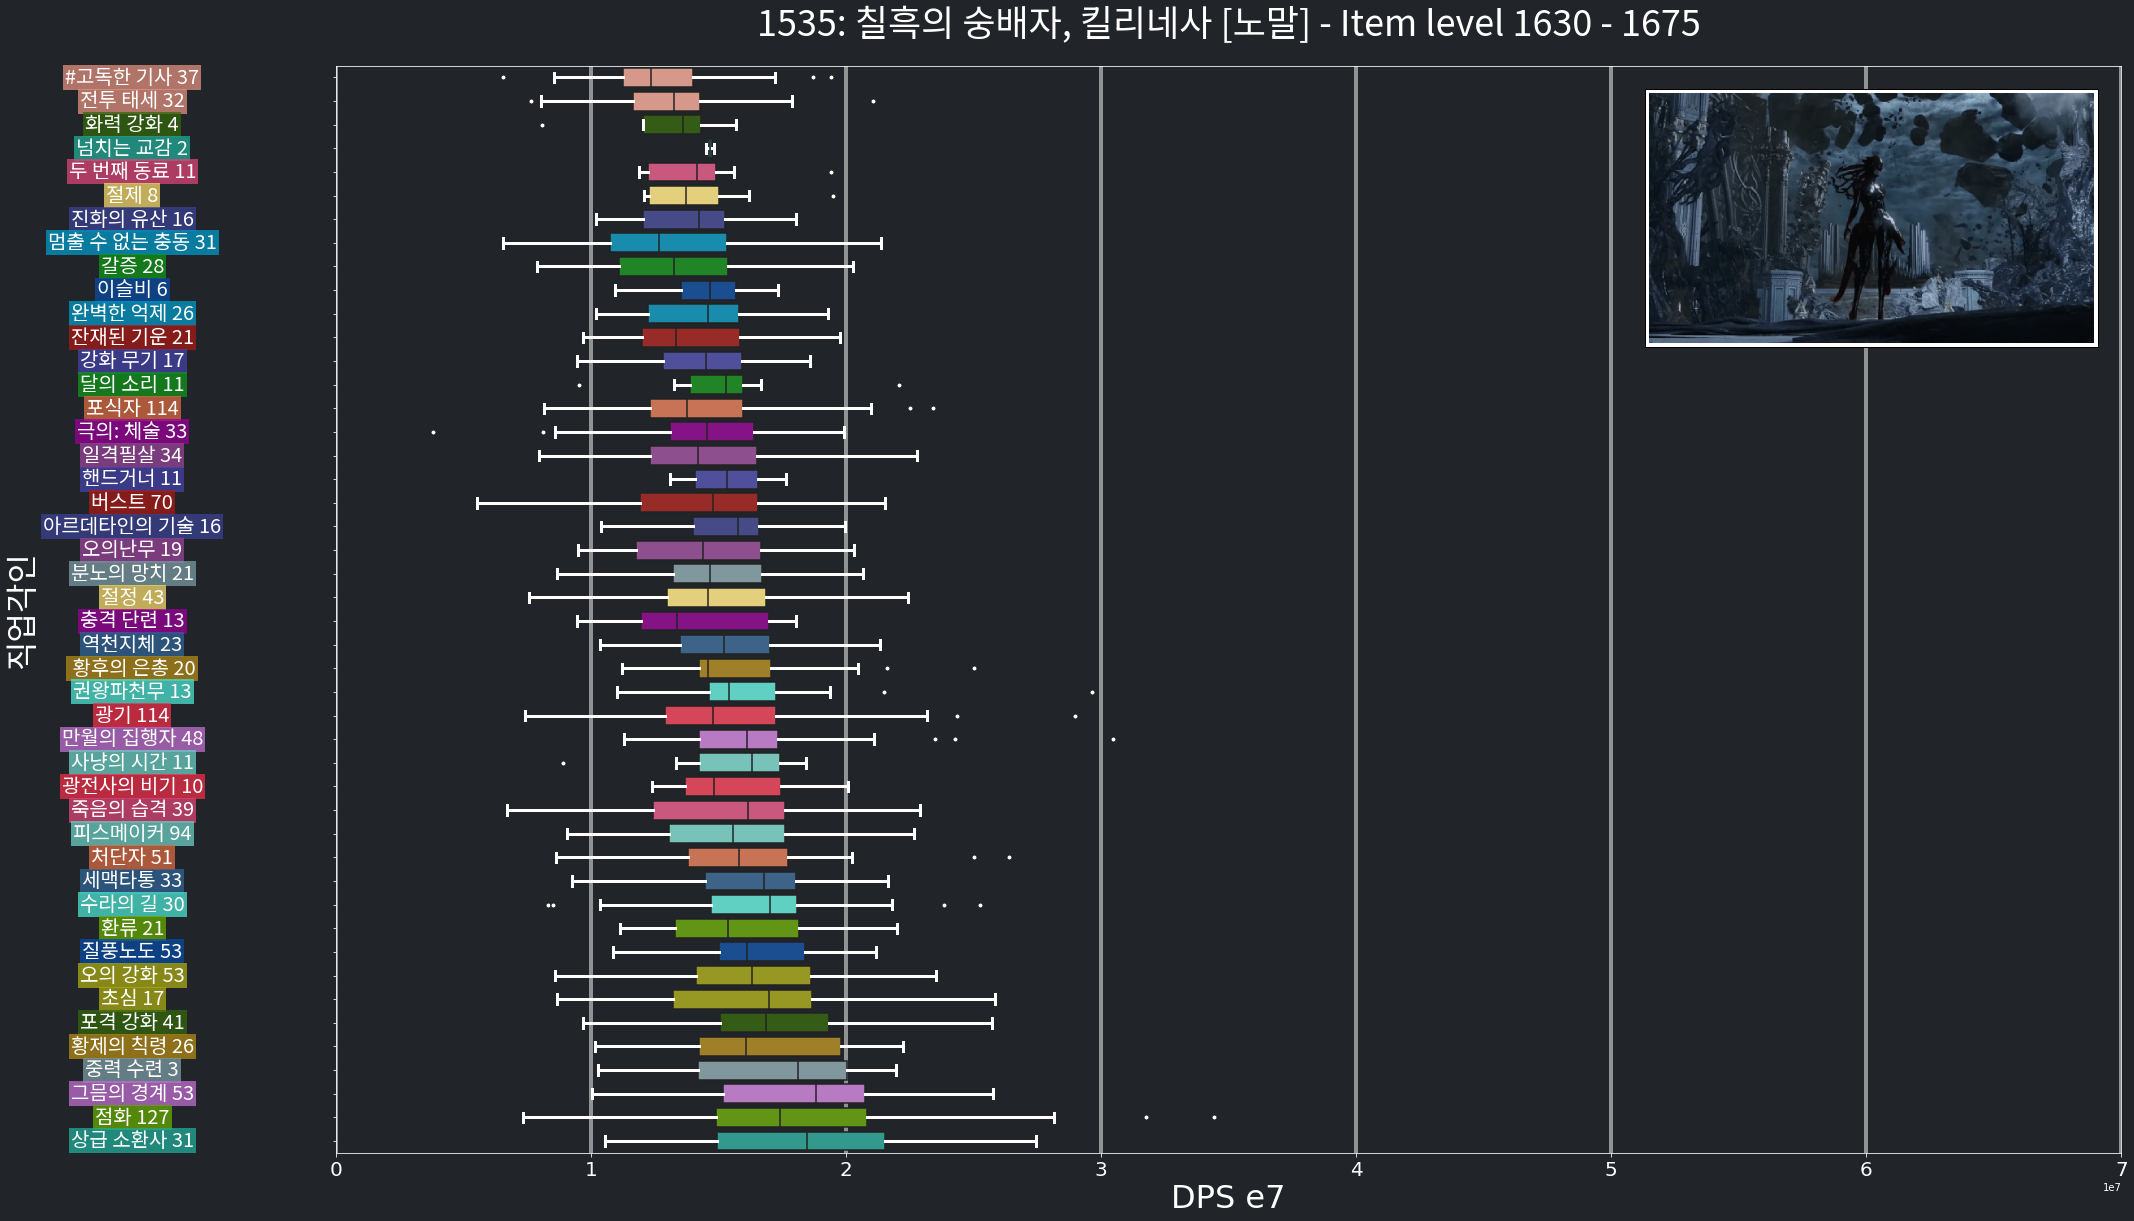 1535: 칠흑의 숭배자, 킬리네사 [노말] - Item level 1630 - 1675
#고독한 기사 37
전투 태세 32
화력 강화 4
넘치는 교감 2
두 번째 동료 11
절제 8
진화의 유산 16
멈출 수 없는 충동 31
갈증 28
이슬비 6
완벽한 억제 26
잔재된 기운 21
강화 무기 17
달의 소리 11
포식자 114
극의: 체술 33
일격필살 34
핸드거너 11
버스트 70
아르데타인의 기술 16
오의난무 19
분노의 망치 21
절정 43
충격 단련 13
역천지체 23
황후의 은총 20
권왕파천무 13
광기 114
만월의 집행자 48
사냥의 시간 11
광전사의 비기 10
죽음의 습격 39
피스메이커 94
처단자 51
세맥타통 33
수라의 길 30
환류 21
질풍노도 53
오의 강화 53
초심 17
포격 강화 41
황제의 칙령 26
중력 수련 3
그믐의 경계 53
점화 127
상급 소환사 31
직업각인
0 1 2 3 4 5 6 7
1e7
DPS e7